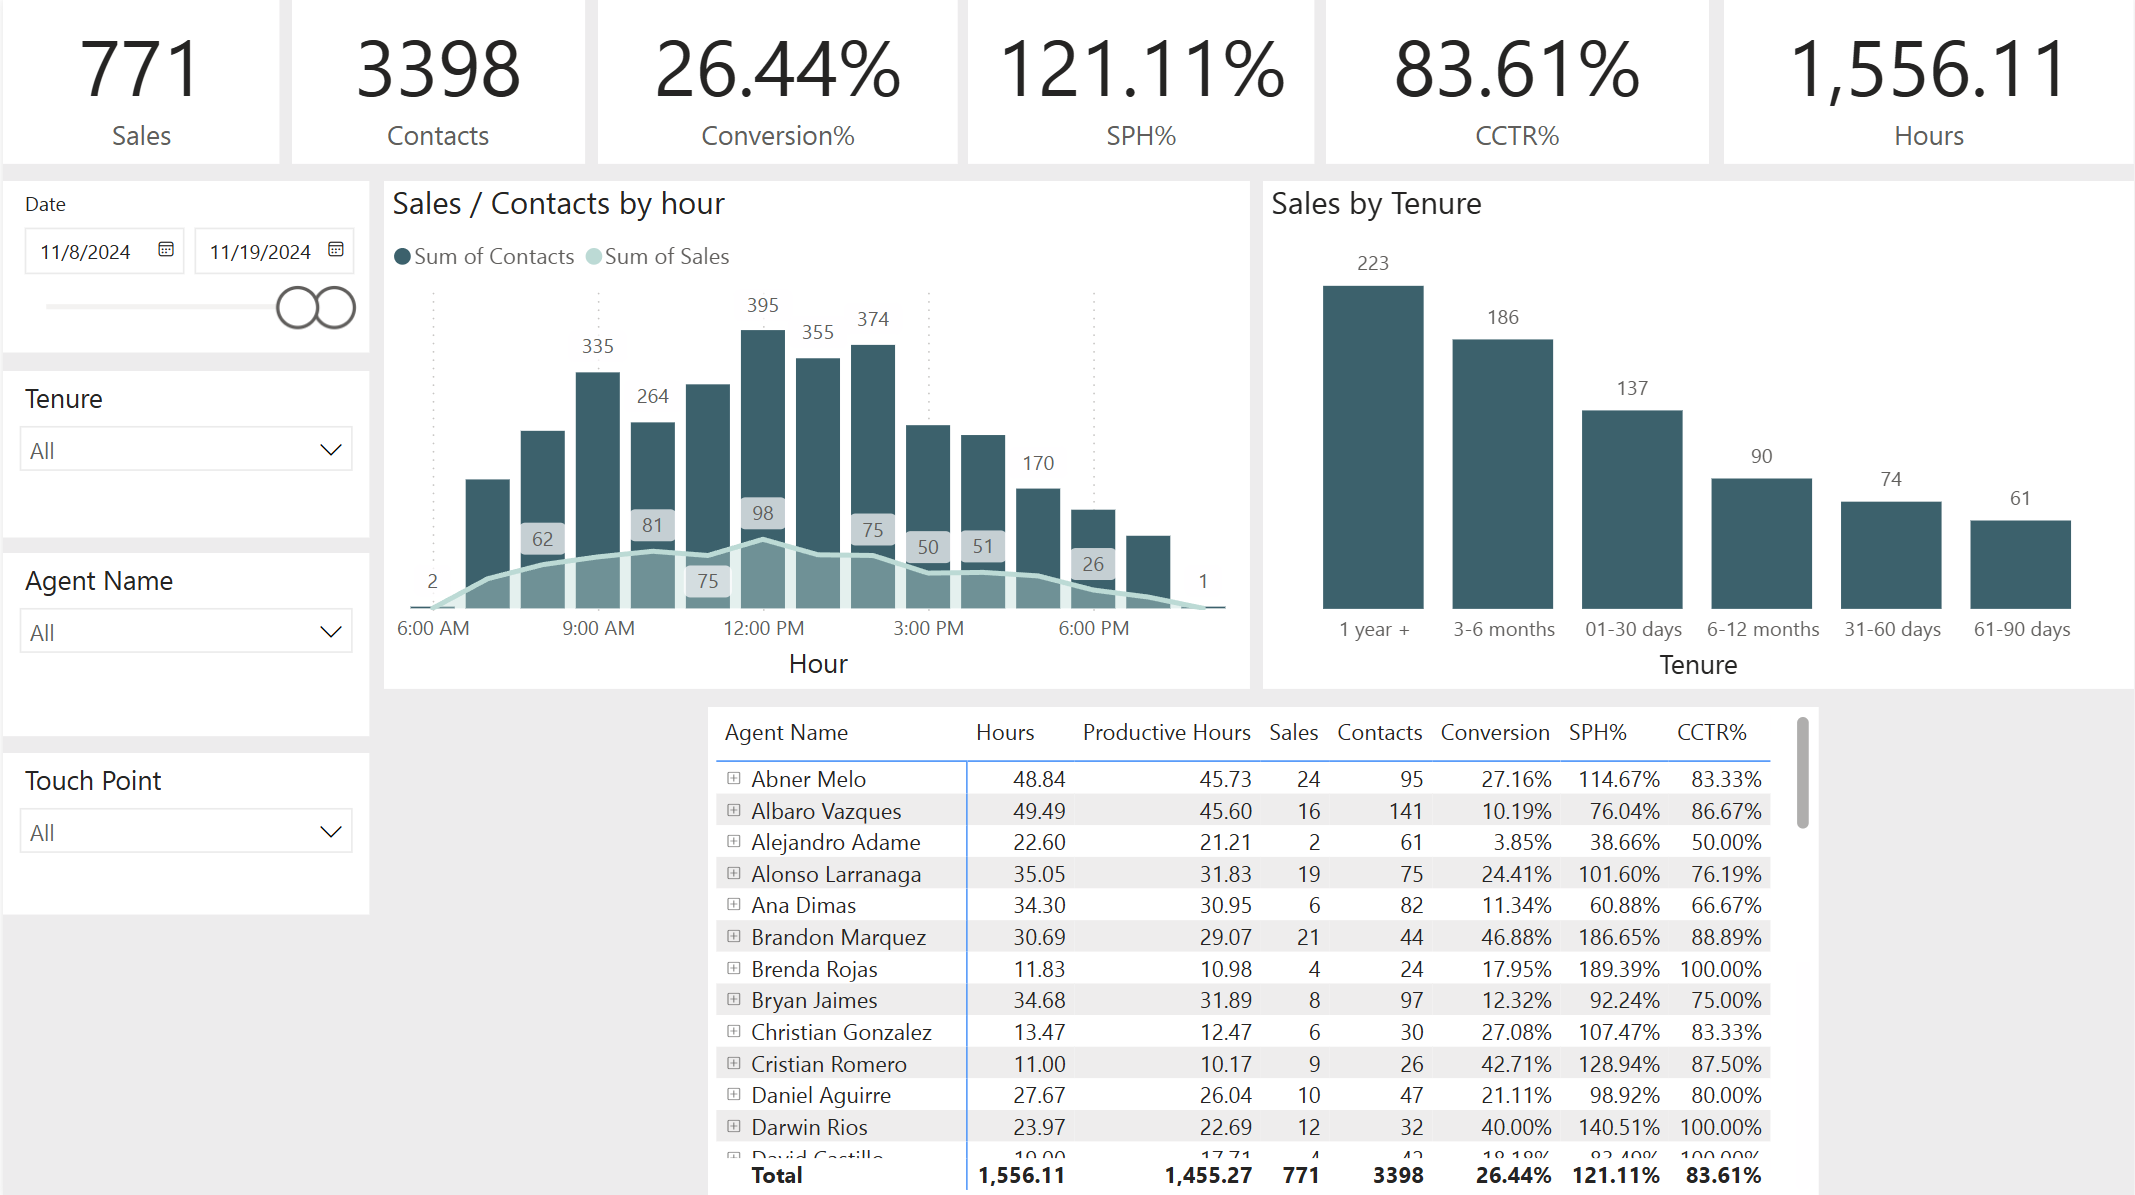 771
Sales
3398
Contacts
26.44%
Conversion%
121.11%
SPH%
83.61%
CCTR%
1,556.11
Hours
Date
11/8/2024
11/19/2024
Tenure
All
Agent Name
All
Touch Point
All
Sales / Contacts by hour
Sum of Contacts Sum of Sales
395
374
355
335
264
170
98
81
75
62
50
51
26
75
2
1
6:00 AM 9:00 AM 12:00 PM 3:00 PM 6:00 PM
Hour
Sales by Tenure
223
186
137
90
74
61
1 year + 3-6 months 01-30 days 6-12 months 31-60 days 61-90 days
Tenure
Agent Name Hours Productive Hours Sales Contacts Conversion SPH% CCTR%
Abner Melo 48.84 45.73 24 95 27.16% 114.67% 83.33%
Albaro Vazques 49.49 45.60 16 141 10.19% 76.04% 86.67%
Alejandro Adame 22.60 21.21 2 61 3.85% 38.66% 50.00%
Alonso Larranaga 35.05 31.83 19 75 24.41% 101.60% 76.19%
Ana Dimas 34.30 30.95 6 82 11.34% 60.88% 66.67%
Brandon Marquez 30.69 29.07 21 44 46.88% 186.65% 88.89%
Brenda Rojas 11.83 10.98 4 24 17.95% 189.39% 100.00%
Bryan Jaimes 34.68 31.89 8 97 12.32% 92.24% 75.00%
Christian Gonzalez 13.47 12.47 6 30 27.08% 107.47% 83.33%
Cristian Romero 11.00 10.17 9 26 42.71% 128.94% 87.50%
Daniel Aguirre 27.67 26.04 10 47 21.11% 98.92% 80.00%
Darwin Rios 23.97 22.69 12 32 40.00% 140.51% 100.00%
David Castillo
Total 1,556.11 1,455.27 771 3398 26.44% 121.11% 83.61%